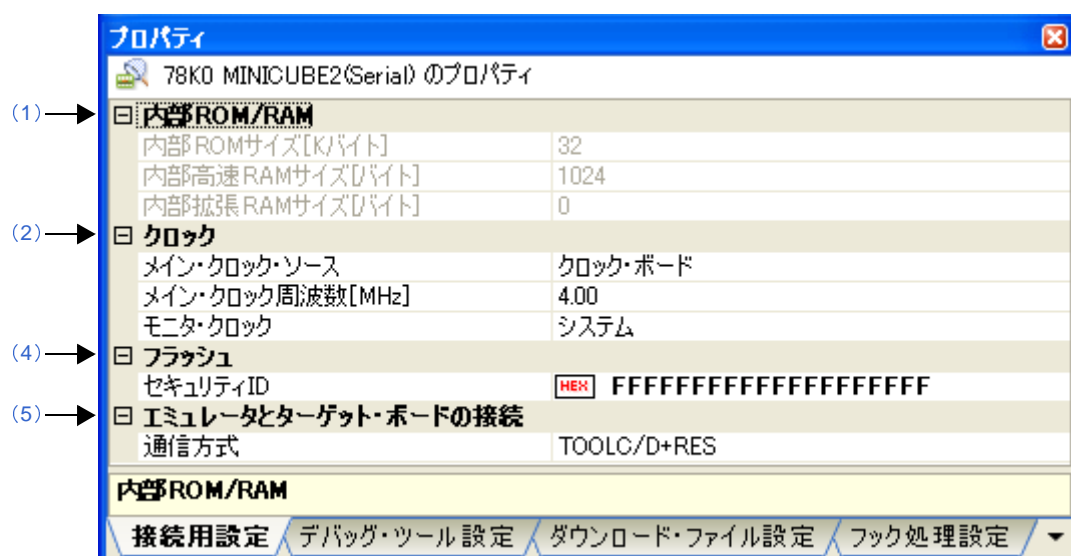 プロパティ
78K0 MINICUBE2(Serial) のプロパティ
(1) 内部ROM/RAM
内部ROMサイズ[Kバイト] 32
内部高速RAMサイズ[バイト] 1024
内部拡張RAMサイズ[バイト] 0
(2) クロック
メイン・クロック・ソース クロック・ボード
メイン・クロック周波数[MHz] 4.00
モニタ・クロック システム
(4) フラッシュ
セキュリティID HEX FFFFFFFFFFFFFFFFFFFF
(5) エミュレータとターゲット・ボードの接続
通信方式 TOOLC/D+RES
内部ROM/RAM
接続用設定 デバッグ・ツール設定 ダウンロード・ファイル設定 フック処理設定